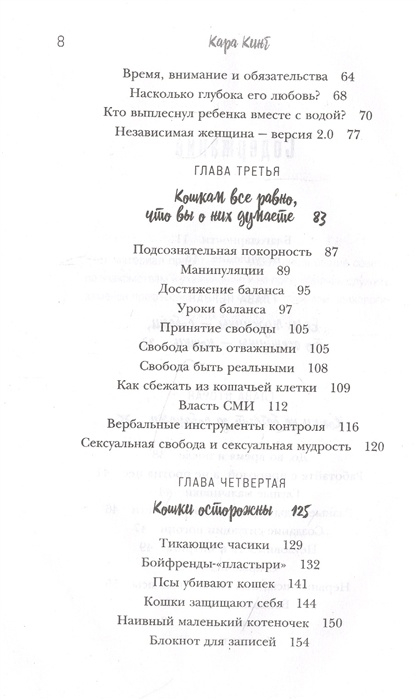 8 Кара Кинг
Время, внимание и обязательства 64
Насколько глубока его любовь? 68
Кто выплеснул ребенка вместе с водой? 70
Независимая женщина – версия 2.0 77
ГЛАВА ТРЕТЬЯ
Кошкам все равно,
что вы о них думаете 83
Подсознательная покорность 87
Манипуляции 89
Достижение баланса 95
Уроки баланса 97
Принятие свободы 105
Свобода быть отважными 105
Свобода быть реальными 108
Как сбежать из кошачьей клетки 109
Власть СМИ 112
Вербальные инструменты контроля 116
Сексуальная свобода и сексуальная мудрость 120
ГЛАВА ЧЕТВЕРТАЯ
Кошки осторожны 125
Тикающие часики 129
Бойфренды-«пластыри» 132
Псы убивают кошек 141
Кошки защищают себя 144
Наивный маленький котеночек 150
Блокнот для записей 154